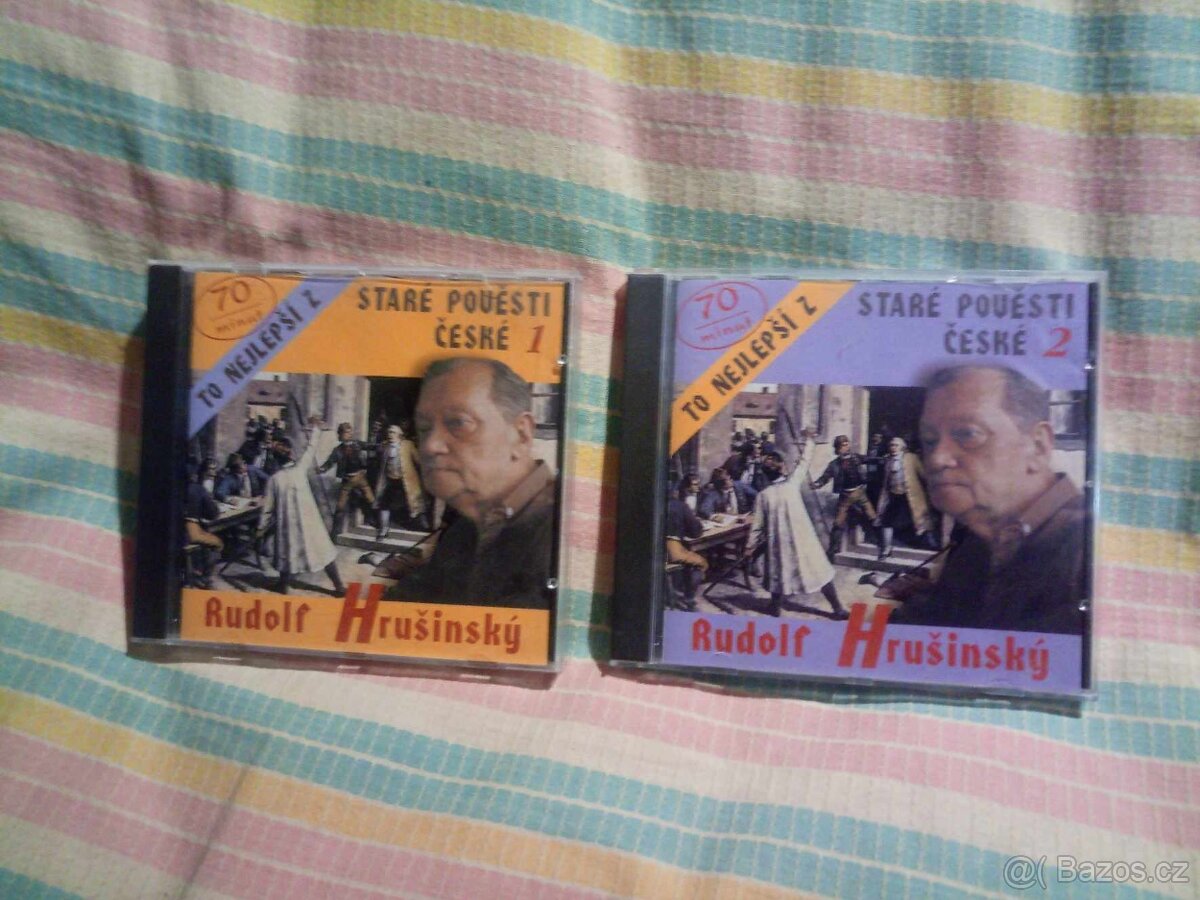 70
minut
TO NEJLEPŠÍ Z
STARÉ POVĚSTI
ČESKÉ 1
Rudolf Hrušinský
70
minut
TO NEJLEPŠÍ Z
STARÉ POVĚSTI
ČESKÉ 2
Rudolf Hrušinský
@( Bazos.cz